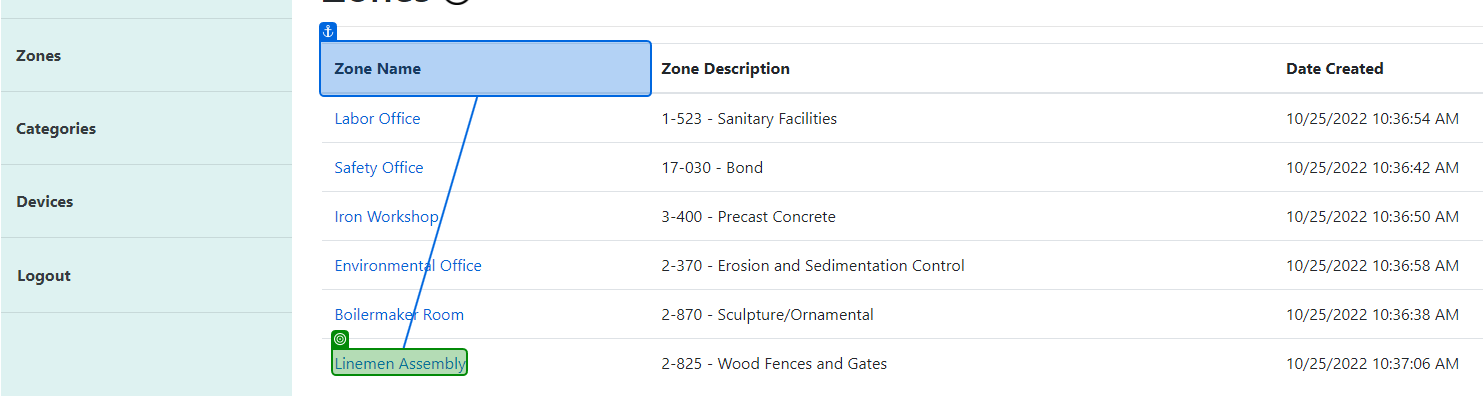 Zones
Zones
Categories
Devices
Logout
Zone Name Zone Description Date Created
Labor Office 1-523 - Sanitary Facilities 10/25/2022 10:36:54 AM
Safety Office 17-030 - Bond 10/25/2022 10:36:42 AM
Iron Workshop 3-400 - Precast Concrete 10/25/2022 10:36:50 AM
Environmental Office 2-370 - Erosion and Sedimentation Control 10/25/2022 10:36:58 AM
Boilermaker Room 2-870 - Sculpture/Ornamental 10/25/2022 10:36:38 AM
Linemen Assembly 2-825 - Wood Fences and Gates 10/25/2022 10:37:06 AM